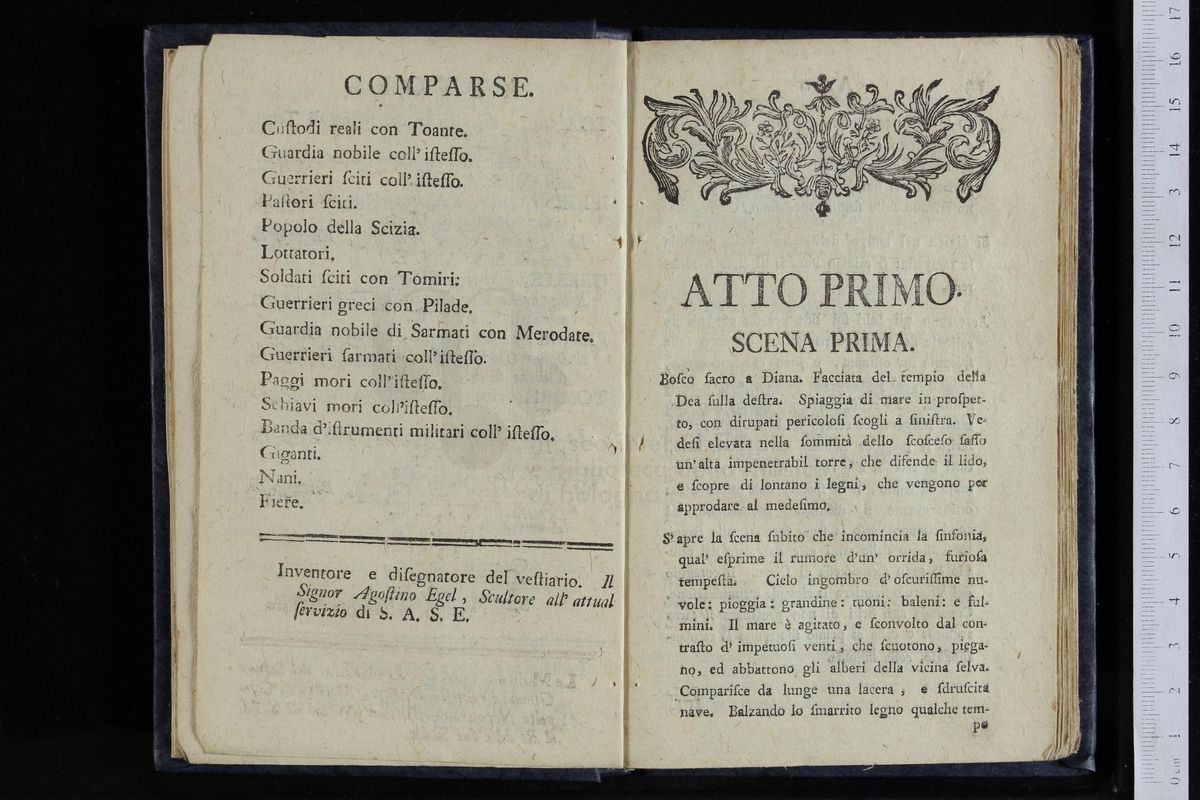 COMPARSE.
Cuſtodi reali con Toante.
Guardia nobile coll' iſteſſo.
Guerrieri ſciti coll' iſteſſo.
Paſtori ſciti.
Popolo della Scizia.
Lottatori.
Soldati ſciti con Tomiri:
Guerrieri greci con Pilade.
Guardia nobile di Sarmati con Merodate.
Guerrieri ſarmati coll' iſteſſo.
Paggi mori coll' iſteſſo.
Schiavi mori coll' iſteſſo.
Banda d'iſtrumenti militari coll' iſteſſo.
Giganti.
Nani.
Fiere.
Inventore e diſegnatore del veſtiario. Il
Signor Agoſtino Egel, Scultore all' attual
ſervizio di S. A. S. E.
ATTO PRIMO.
SCENA PRIMA.
Boſco ſacro a Diana. Facciata del tempio della
Dea ſulla deſtra. Spiaggia di mare in proſpet-
to, con dirupati pericoloſi ſcogli a ſiniſtra. Ve-
deſi elevata nella ſommità dello ſcoſceſo ſaſſo
un'alta impenetrabil torre, che difende il lido,
e ſcopre di lontano i legni, che vengono per
approdare al medeſimo.
S' apre la ſcena ſubito che incomincia la ſinfonia,
qual' eſprime il rumore d'un' orrida, furioſa
tempeſta. Cielo ingombro d' oſcuriſſime nu-
vole: pioggia: grandine: tuoni: baleni: e ful-
mini. Il mare è agitato, e ſconvolto dal con-
traſto d' impetuoſi venti, che ſcuotono, piega-
no, ed abbattono gli alberi della vicina ſelva.
Compariſce da lunge una lacera, e ſdruſcita
nave. Balzando lo ſmarrito legno qualche tem-
po